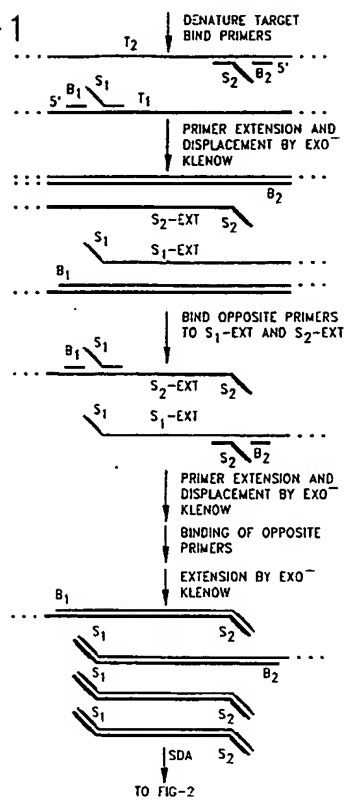 1
DENATURE TARGET
BIND PRIMERS
T2
S2 B2 5'
S1
5' B1 T1
PRIMER EXTENSION AND
DISPLACEMENT BY EXO⁻
KLENOW
B2
S2-EXT S2
S1 S1-EXT
B1
BIND OPPOSITE PRIMERS
TO S1-EXT AND S2-EXT
B1 S1
S2-EXT S2
S1 S1-EXT
S2 B2
PRIMER EXTENSION AND
DISPLACEMENT BY EXO⁻
KLENOW
BINDING OF OPPOSITE
PRIMERS
EXTENSION BY EXO⁻
KLENOW
B1
S1 S2
B2
S1 S2
S1 S2
SDA
TO FIG-2